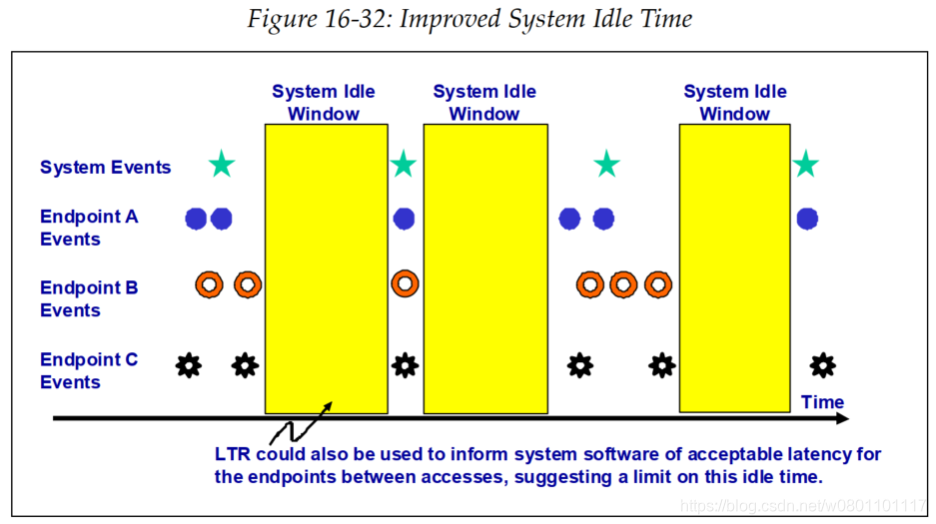 Figure 16-32: Improved System Idle Time
System Idle
Window
System Idle
Window
System Idle
Window
System Events
Endpoint A
Events
Endpoint B
Events
Endpoint C
Events
Time
LTR could also be used to inform system software of acceptable latency for
the endpoints between accesses, suggesting a limit on this idle time.
https://blog.csdn.net/w0801101117